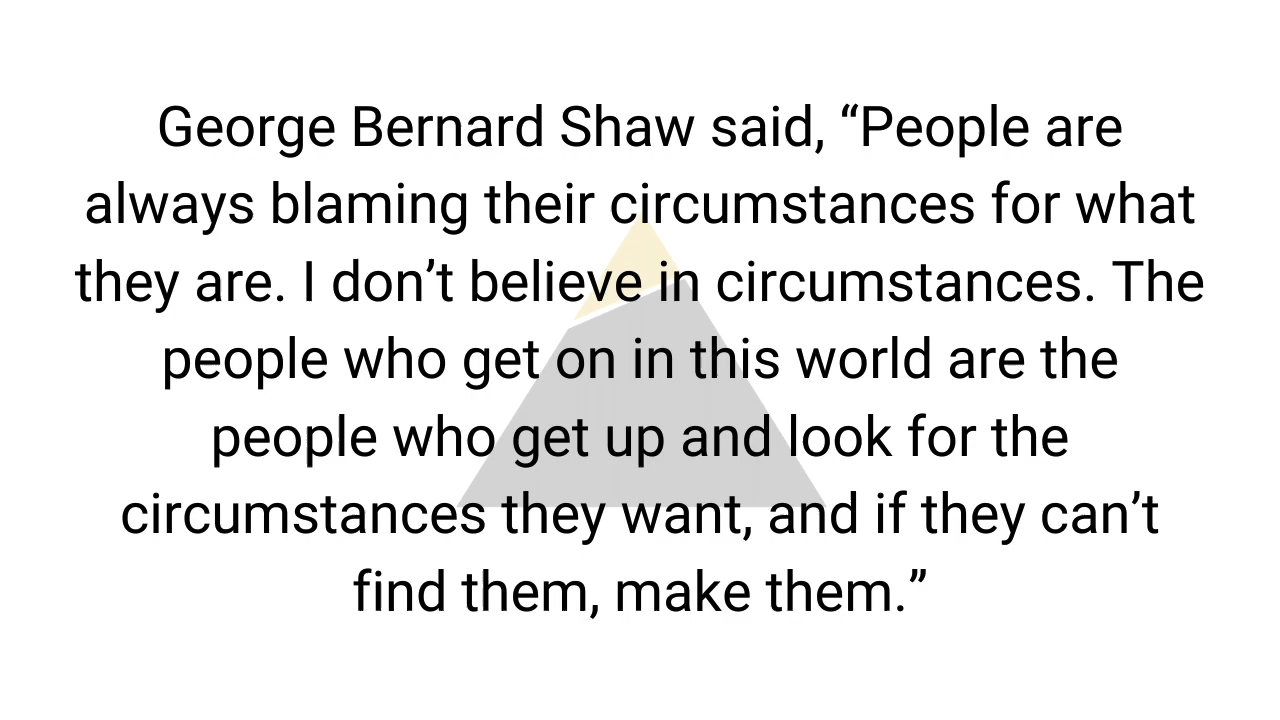 George Bernard Shaw said, “People are
always blaming their circumstances for what
they are. I don’t believe in circumstances. The
people who get on in this world are the
people who get up and look for the
circumstances they want, and if they can’t
find them, make them.”